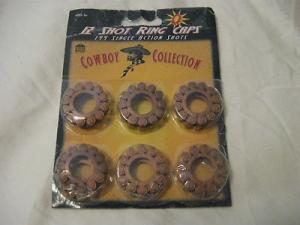 12 SHOT RING CAPS
144 SINGLE ACTION SHOTS
COWBOY COLLECTION